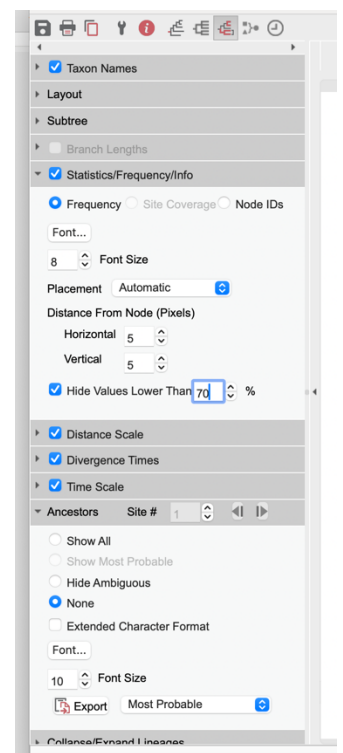 Taxon Names
Layout
Subtree
Branch Lengths
Statistics/Frequency/Info
Frequency Site Coverage Node IDs
Font...
8 Font Size
Placement Automatic
Distance From Node (Pixels)
Horizontal 5
Vertical 5
Hide Values Lower Than 70 %
Distance Scale
Divergence Times
Time Scale
Ancestors Site # 1
Show All
Show Most Probable
Hide Ambiguous
None
Extended Character Format
Font...
10 Font Size
Export Most Probable
Collapse/Expand Lineages